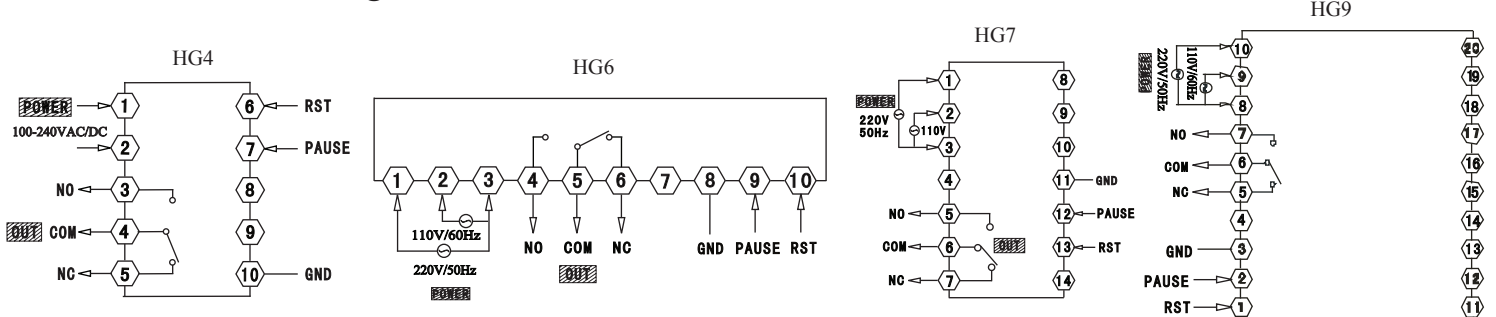 HG4
POWER
1
6
RST
100-240VAC/DC
2
7
PAUSE
NO
3
8
OUT COM
4
9
NC
5
10
GND
HG6
1 2 3 4 5 6 7 8 9 10
110V/60Hz
220V/50Hz
POWER
NO COM NC
OUT
GND PAUSE RST
HG7
POWER
220V
50Hz
110V
1
8
2
9
3
10
4
11
GND
NO
5
12
PAUSE
COM
6
OUT
13
RST
NC
7
14
HG9
POWER
220V/50Hz
110V/60Hz
10
20
9
19
8
18
NO
7
17
COM
6
16
NC
5
15
4
14
GND
3
13
PAUSE
2
12
RST
1
11